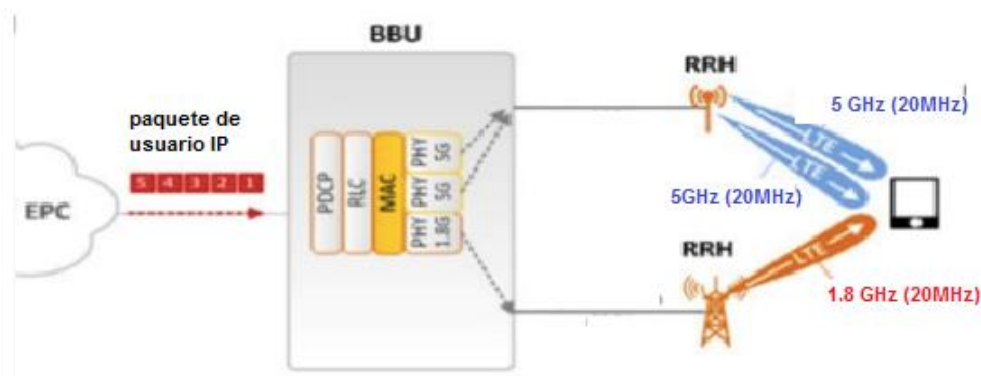 BBU
RRH
5 GHz (20MHz)
LTE
LTE
5GHz (20MHz)
paquete de
usuario IP
5 4 3 2 1
EPC
PDCP
RLC
MAC
PHY 5G
PHY 5G
PHY 1.8G
RRH
LTE
1.8 GHz (20MHz)